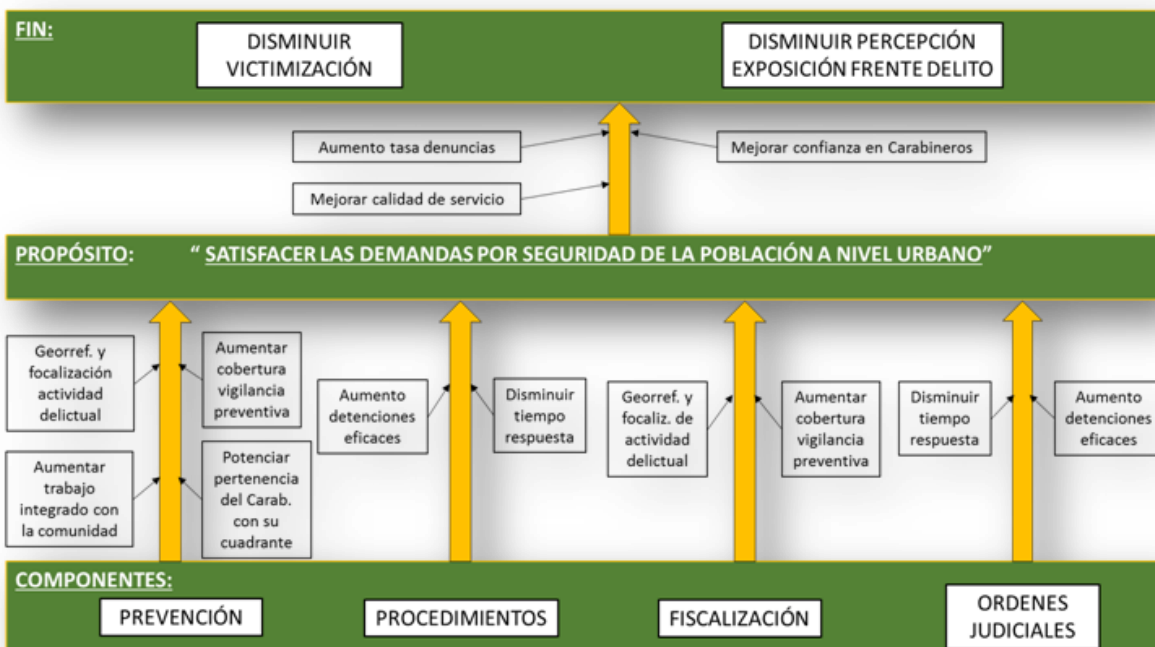 FIN:
DISMINUIR
VICTIMIZACIÓN
DISMINUIR PERCEPCIÓN
EXPOSICIÓN FRENTE DELITO
Aumento tasa denuncias
Mejorar confianza en Carabineros
Mejorar calidad de servicio
PROPÓSITO: “ SATISFACER LAS DEMANDAS POR SEGURIDAD DE LA POBLACIÓN A NIVEL URBANO”
Georref. y
focalización
actividad
delictual
Aumentar
cobertura
vigilancia
preventiva
Aumentar
trabajo
integrado con
la comunidad
Potenciar
pertenencia
del Carab.
con su
cuadrante
Aumento
detenciones
eficaces
Disminuir
tiempo
respuesta
Georref. y
focaliz. de
actividad
delictual
Aumentar
cobertura
vigilancia
preventiva
Disminuir
tiempo
respuesta
Aumento
detenciones
eficaces
COMPONENTES:
PREVENCIÓN
PROCEDIMIENTOS
FISCALIZACIÓN
ORDENES
JUDICIALES